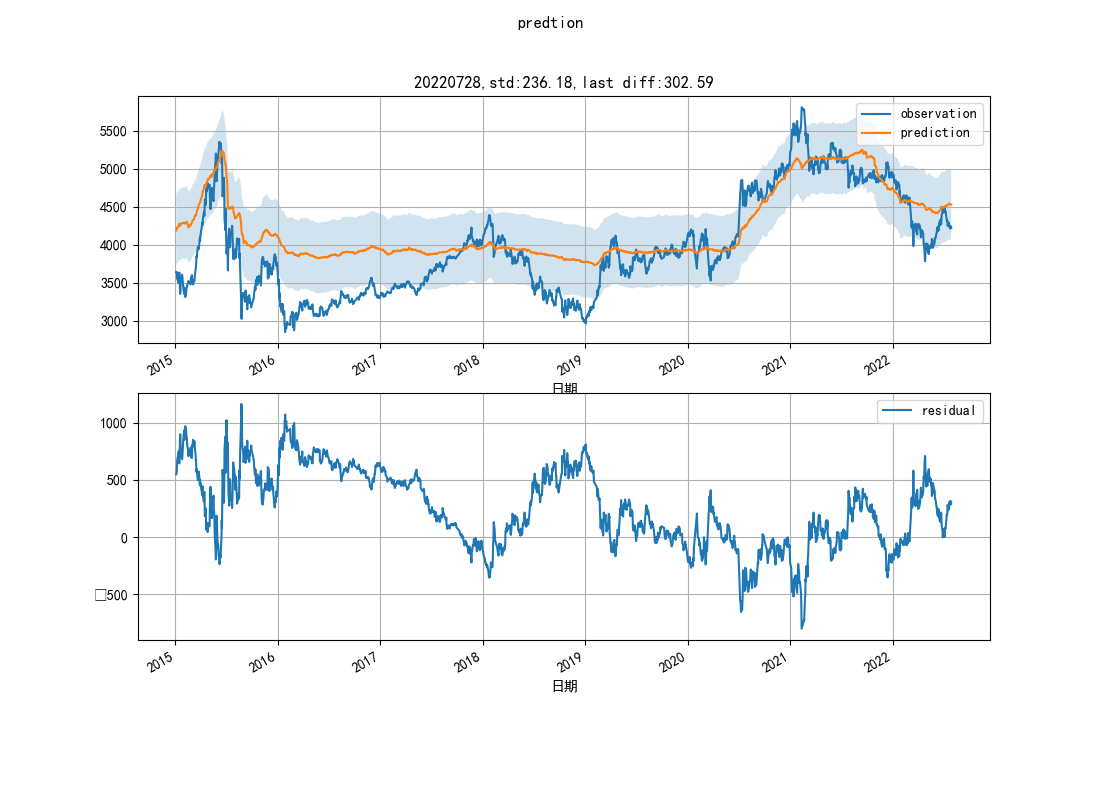 predtion
20220728,std:236.18,last diff:302.59
observation
prediction
5500
5000
4500
4000
3500
3000
2015 2016 2017 2018 2019 2020 2021 2022
日期
residual
1000
500
0
□500
2015 2016 2017 2018 2019 2020 2021 2022
日期